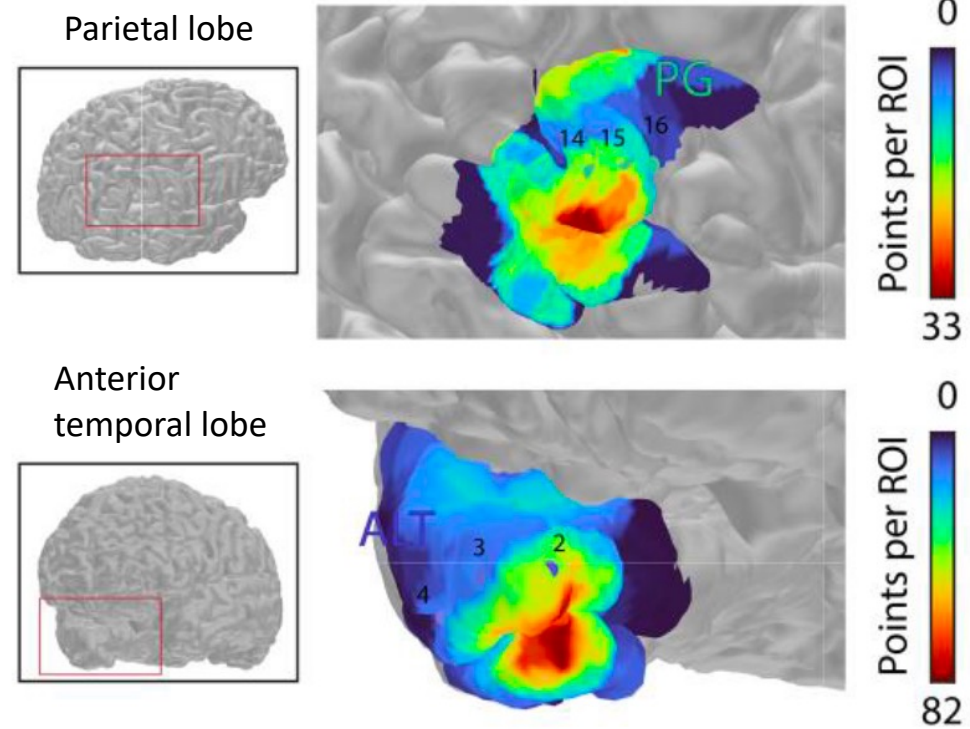 Parietal lobe
1
PG
14 15 16
0
Points per ROI
33
Anterior
temporal lobe
ALT
3 2
4
0
Points per ROI
82